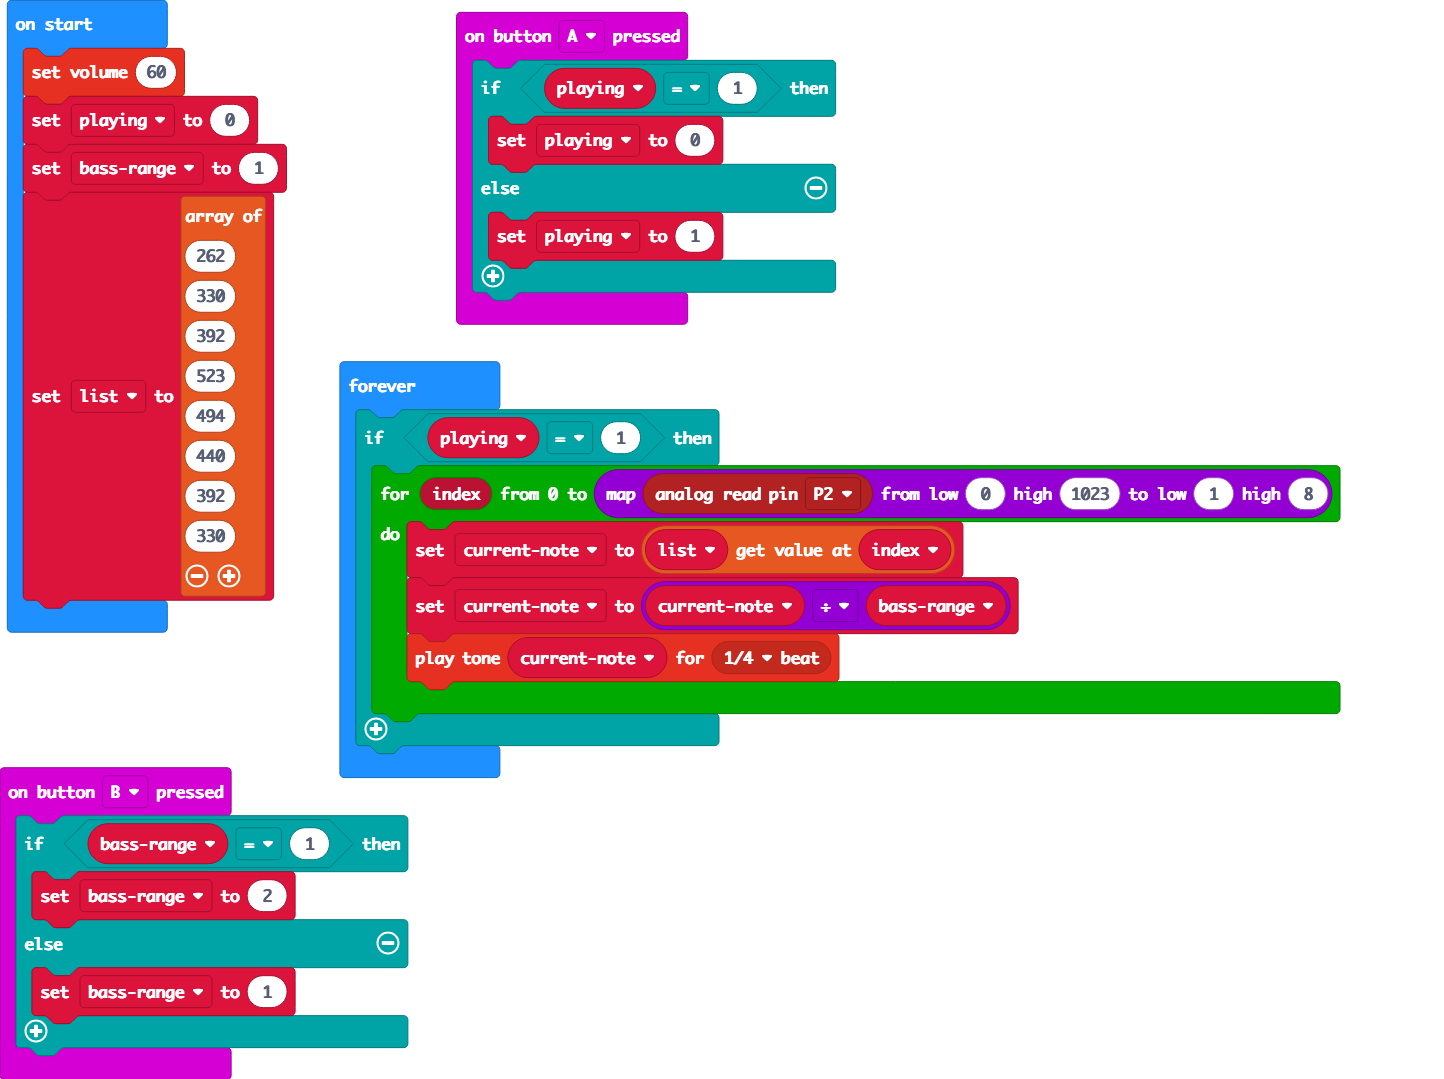 on start
set volume 60
set playing to 0
set bass-range to 1
set list to
array of
262
330
392
523
494
440
392
330
on button A pressed
if playing = 1 then
set playing to 0
else
set playing to 1
forever
if playing = 1 then
for index from 0 to map analog read pin P2 from low 0 high 1023 to low 1 high 8
do
set current-note to list get value at index
set current-note to current-note ÷ bass-range
play tone current-note for 1/4 beat
on button B pressed
if bass-range = 1 then
set bass-range to 2
else
set bass-range to 1